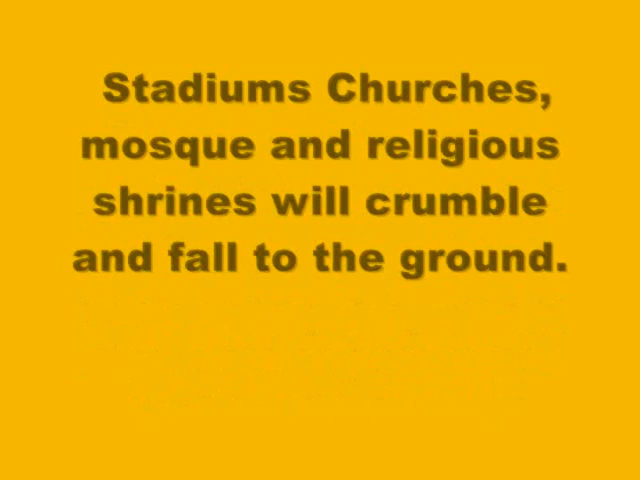 Stadiums Churches,
mosque and religious
shrines will crumble
and fall to the ground.